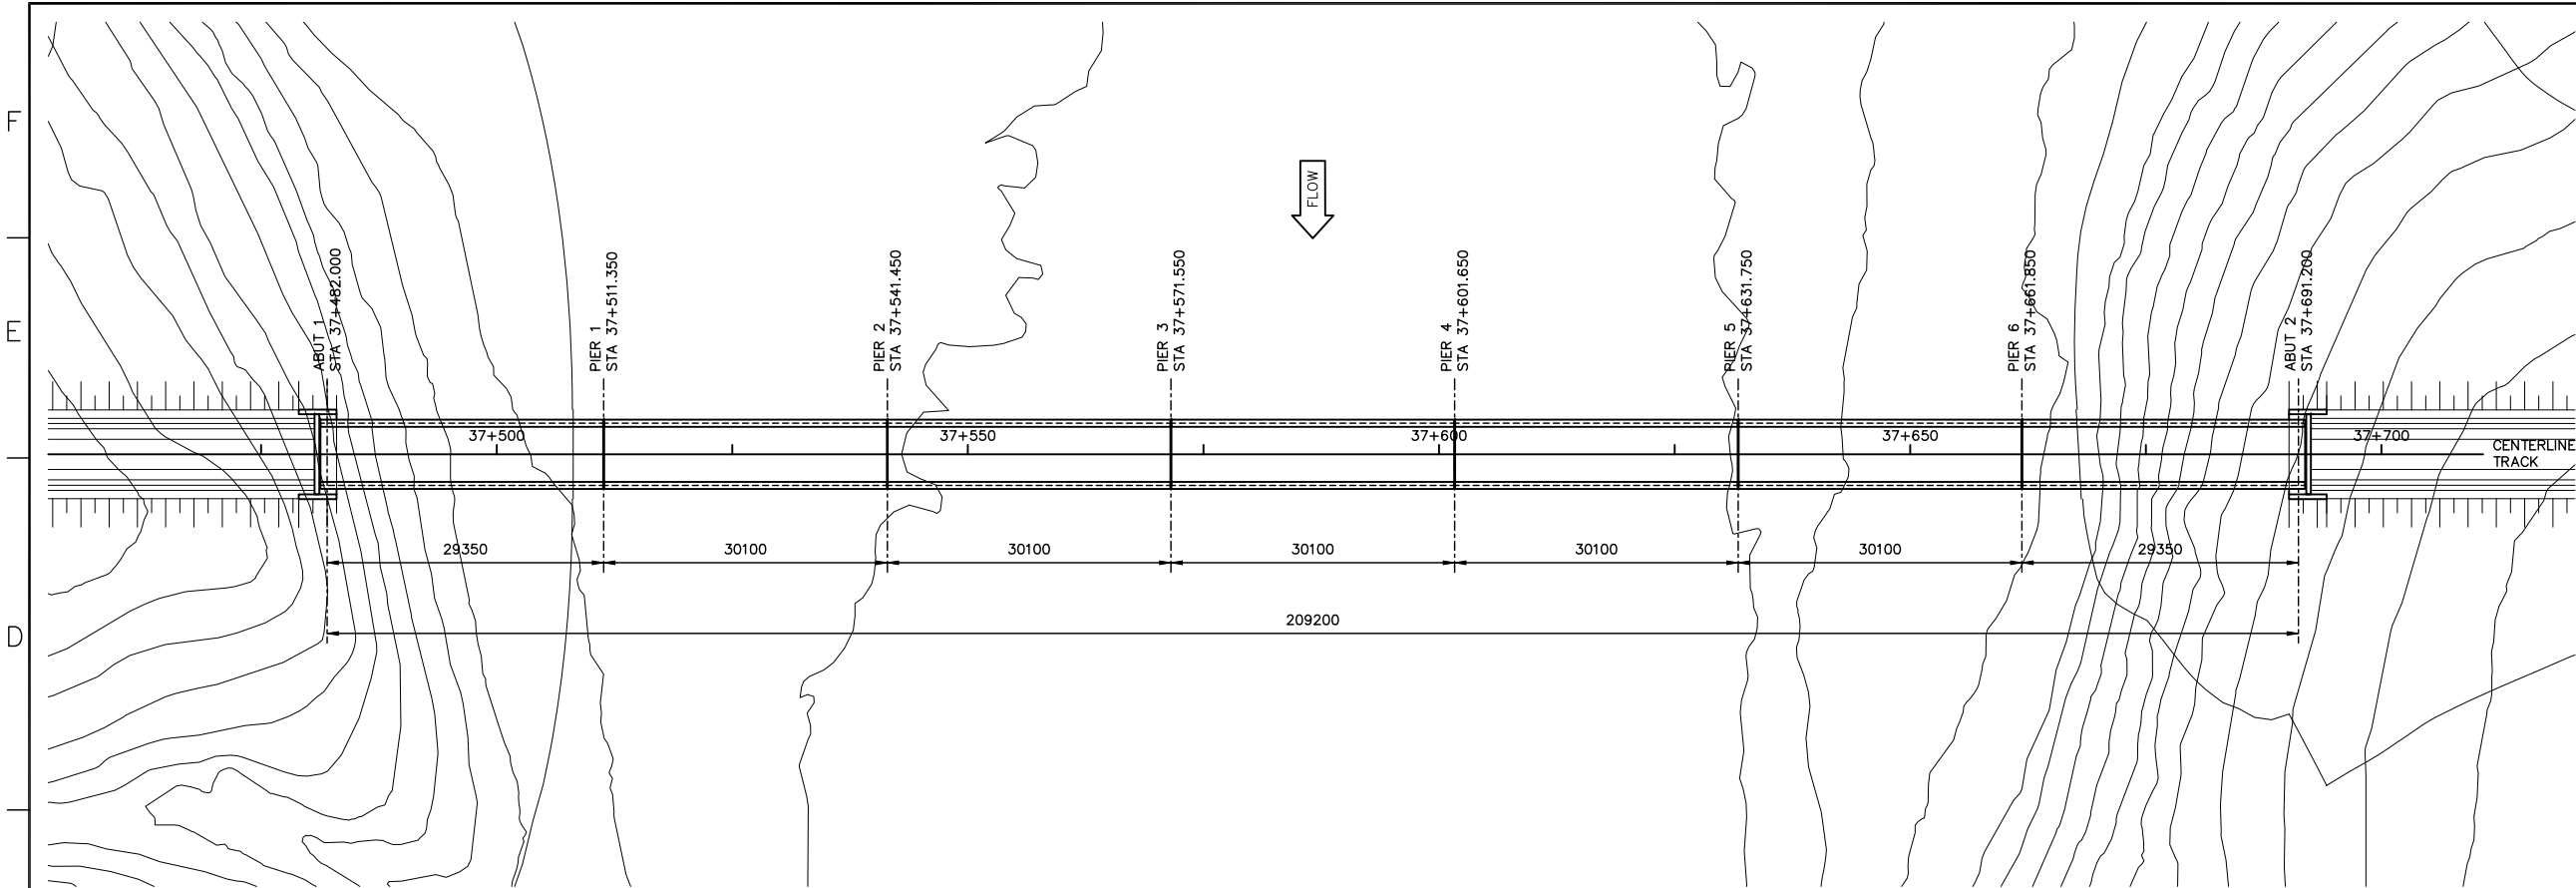 F
FLOW
E
ABUT 1
STA 37+482.000
PIER 1
STA 37+511.350
PIER 2
STA 37+541.450
PIER 3
STA 37+571.550
PIER 4
STA 37+601.650
PIER 5
STA 37+631.750
PIER 6
STA 37+661.850
ABUT 2
STA 37+691.200
37+500
37+550
37+600
37+650
37+700
CENTERLINE
TRACK
29350
30100
30100
30100
30100
30100
29350
D
209200